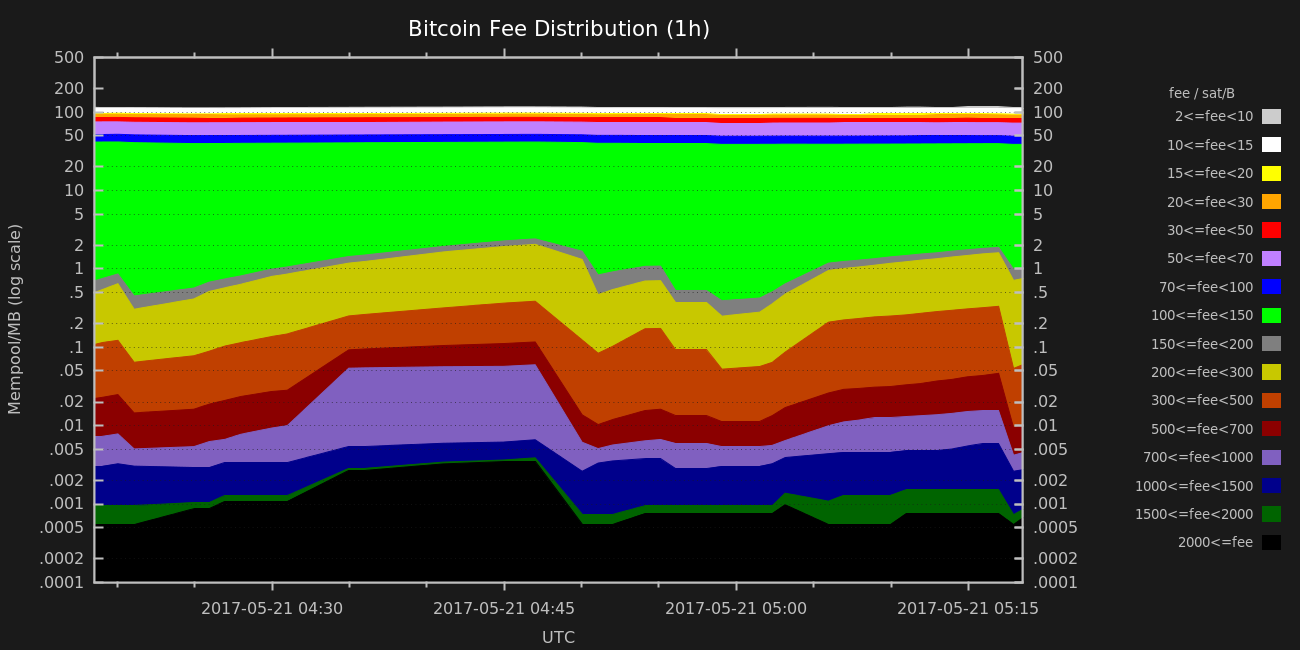 Bitcoin Fee Distribution (1h)
500
200
100
50
20
10
5
2
1
.5
.2
.1
.05
.02
.01
.005
.002
.001
.0005
.0002
.0001
Mempool/MB (log scale)
500
200
100
50
20
10
5
2
1
.5
.2
.1
.05
.02
.01
.005
.002
.001
.0005
.0002
.0001
2017-05-21 04:30
2017-05-21 04:45
2017-05-21 05:00
2017-05-21 05:15
UTC
fee / sat/B
2<=fee<10
10<=fee<15
15<=fee<20
20<=fee<30
30<=fee<50
50<=fee<70
70<=fee<100
100<=fee<150
150<=fee<200
200<=fee<300
300<=fee<500
500<=fee<700
700<=fee<1000
1000<=fee<1500
1500<=fee<2000
2000<=fee